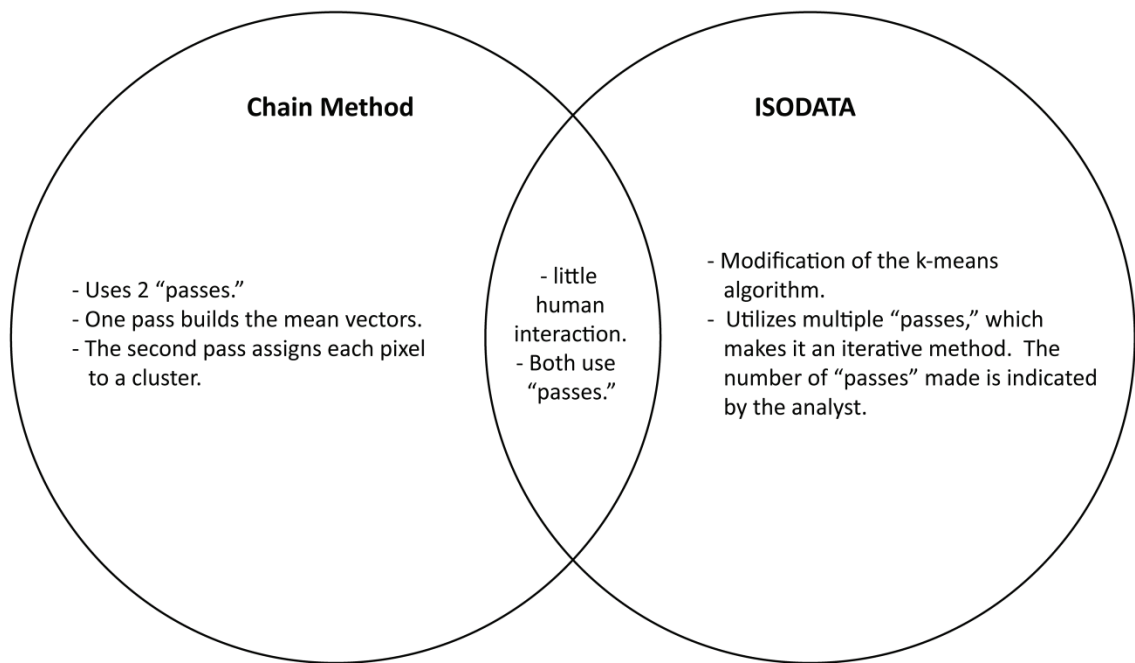 Chain Method
- Uses 2 “passes.”
- One pass builds the mean vectors.
- The second pass assigns each pixel
to a cluster.
- little
human
interaction.
- Both use
“passes.”
ISODATA
- Modification of the k-means
algorithm.
- Utilizes multiple “passes,” which
makes it an iterative method. The
number of “passes” made is indicated
by the analyst.